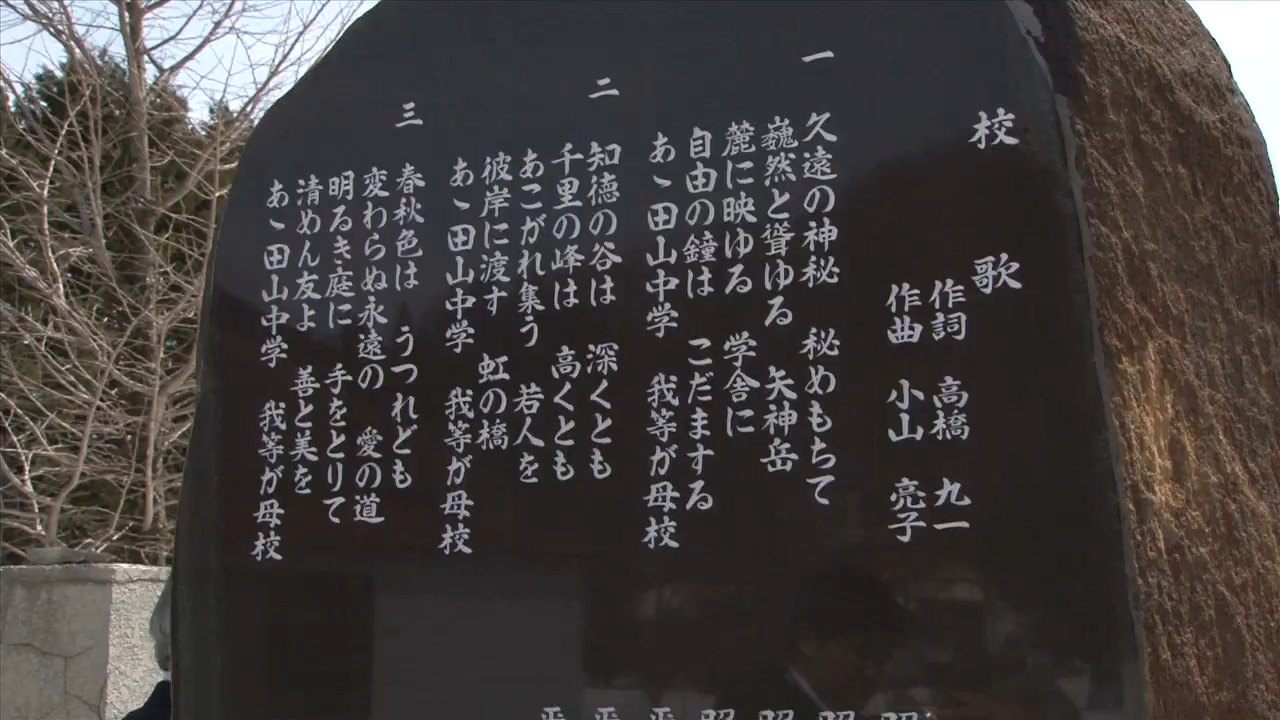 校歌
作詞 高橋 九一
作曲 小山 亮子
一
久遠の神秘 秘めもちて
巍然と聳ゆる 矢神岳
麓に映ゆる 学舎に
自由の鐘は こだまする
あゝ田山中学 我等が母校
二
知徳の谷は 深くとも
千里の峰は 高くとも
あこがれ集う 若人を
彼岸に渡す 虹の橋
あゝ田山中学 我等が母校
三
春秋色は うつれども
変わらぬ永遠の 愛の道
明るき庭に 手をとりて
清めん友よ 善と美を
あゝ田山中学 我等が母校